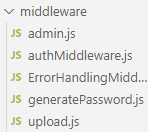 middleware
JS admin.js
JS authMiddleware.js
JS ErrorHandlingMidd...
JS generatePassword.js
JS upload.js